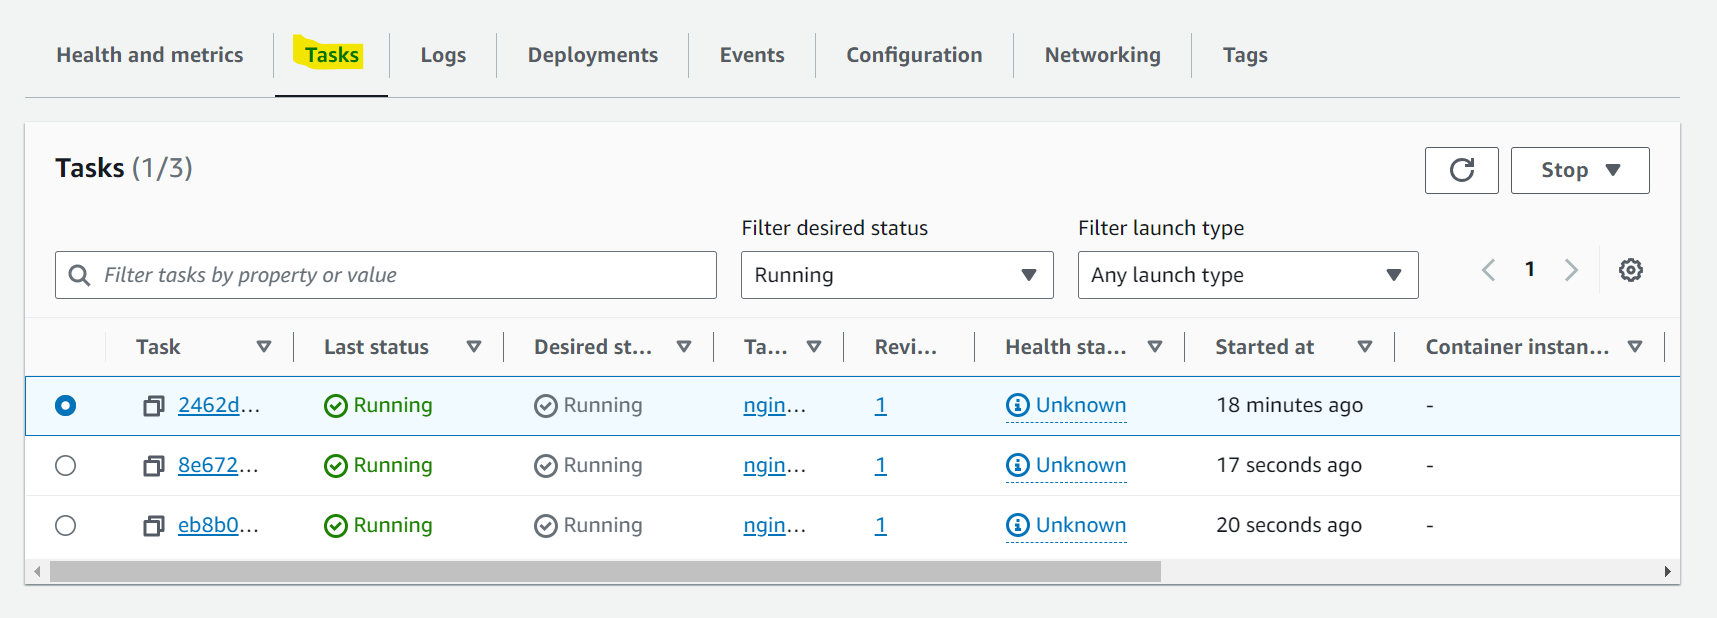 Health and metrics Tasks Logs Deployments Events Configuration Networking Tags
Tasks (1/3)
Stop
Filter desired status Filter launch type
Filter tasks by property or value Running Any launch type 1
Task Last status Desired st... Ta... Revi... Health sta... Started at Container instan...
2462d... Running Running ngin... 1 Unknown 18 minutes ago -
8e672... Running Running ngin... 1 Unknown 17 seconds ago -
eb8b0... Running Running ngin... 1 Unknown 20 seconds ago -